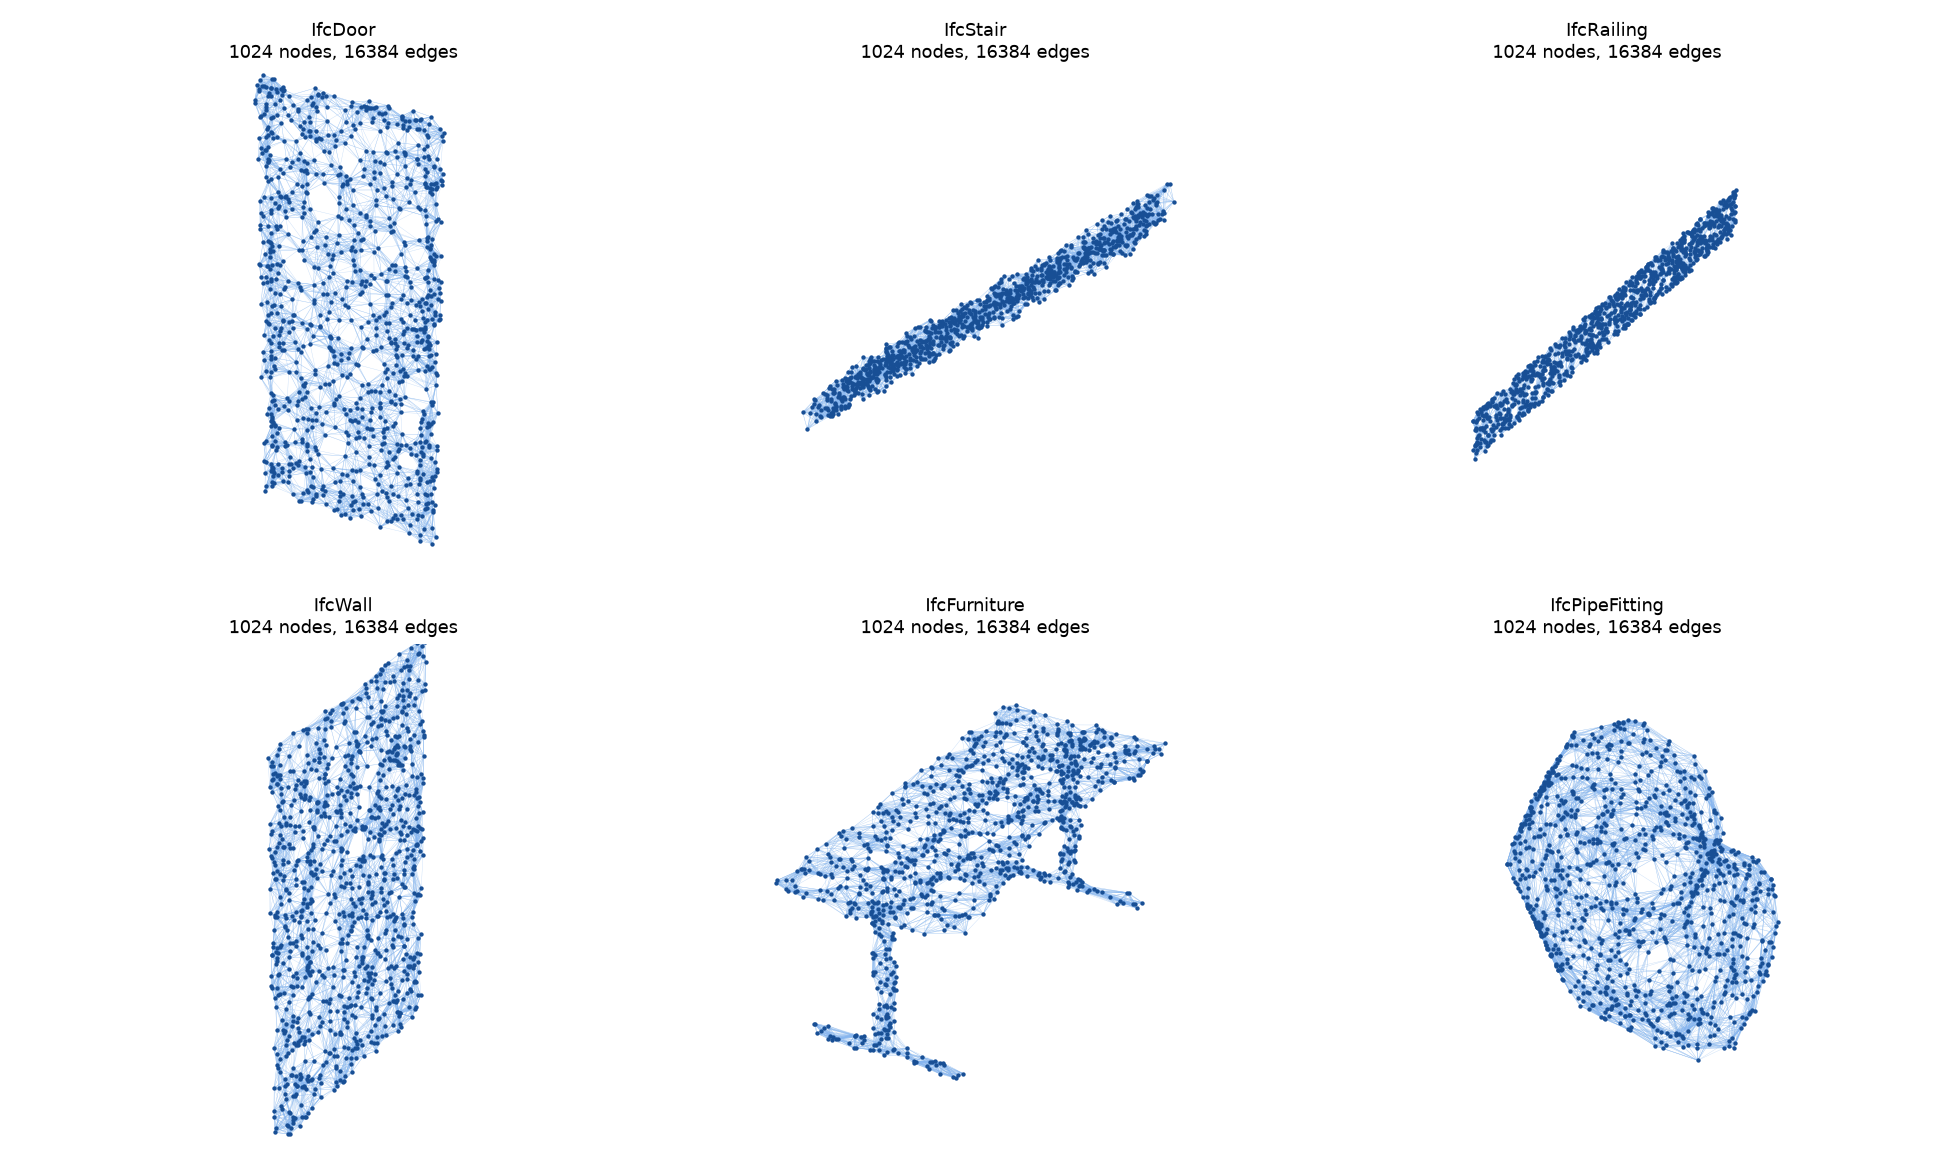 IfcDoor
1024 nodes, 16384 edges
IfcStair
1024 nodes, 16384 edges
IfcRailing
1024 nodes, 16384 edges
IfcWall
1024 nodes, 16384 edges
IfcFurniture
1024 nodes, 16384 edges
IfcPipeFitting
1024 nodes, 16384 edges